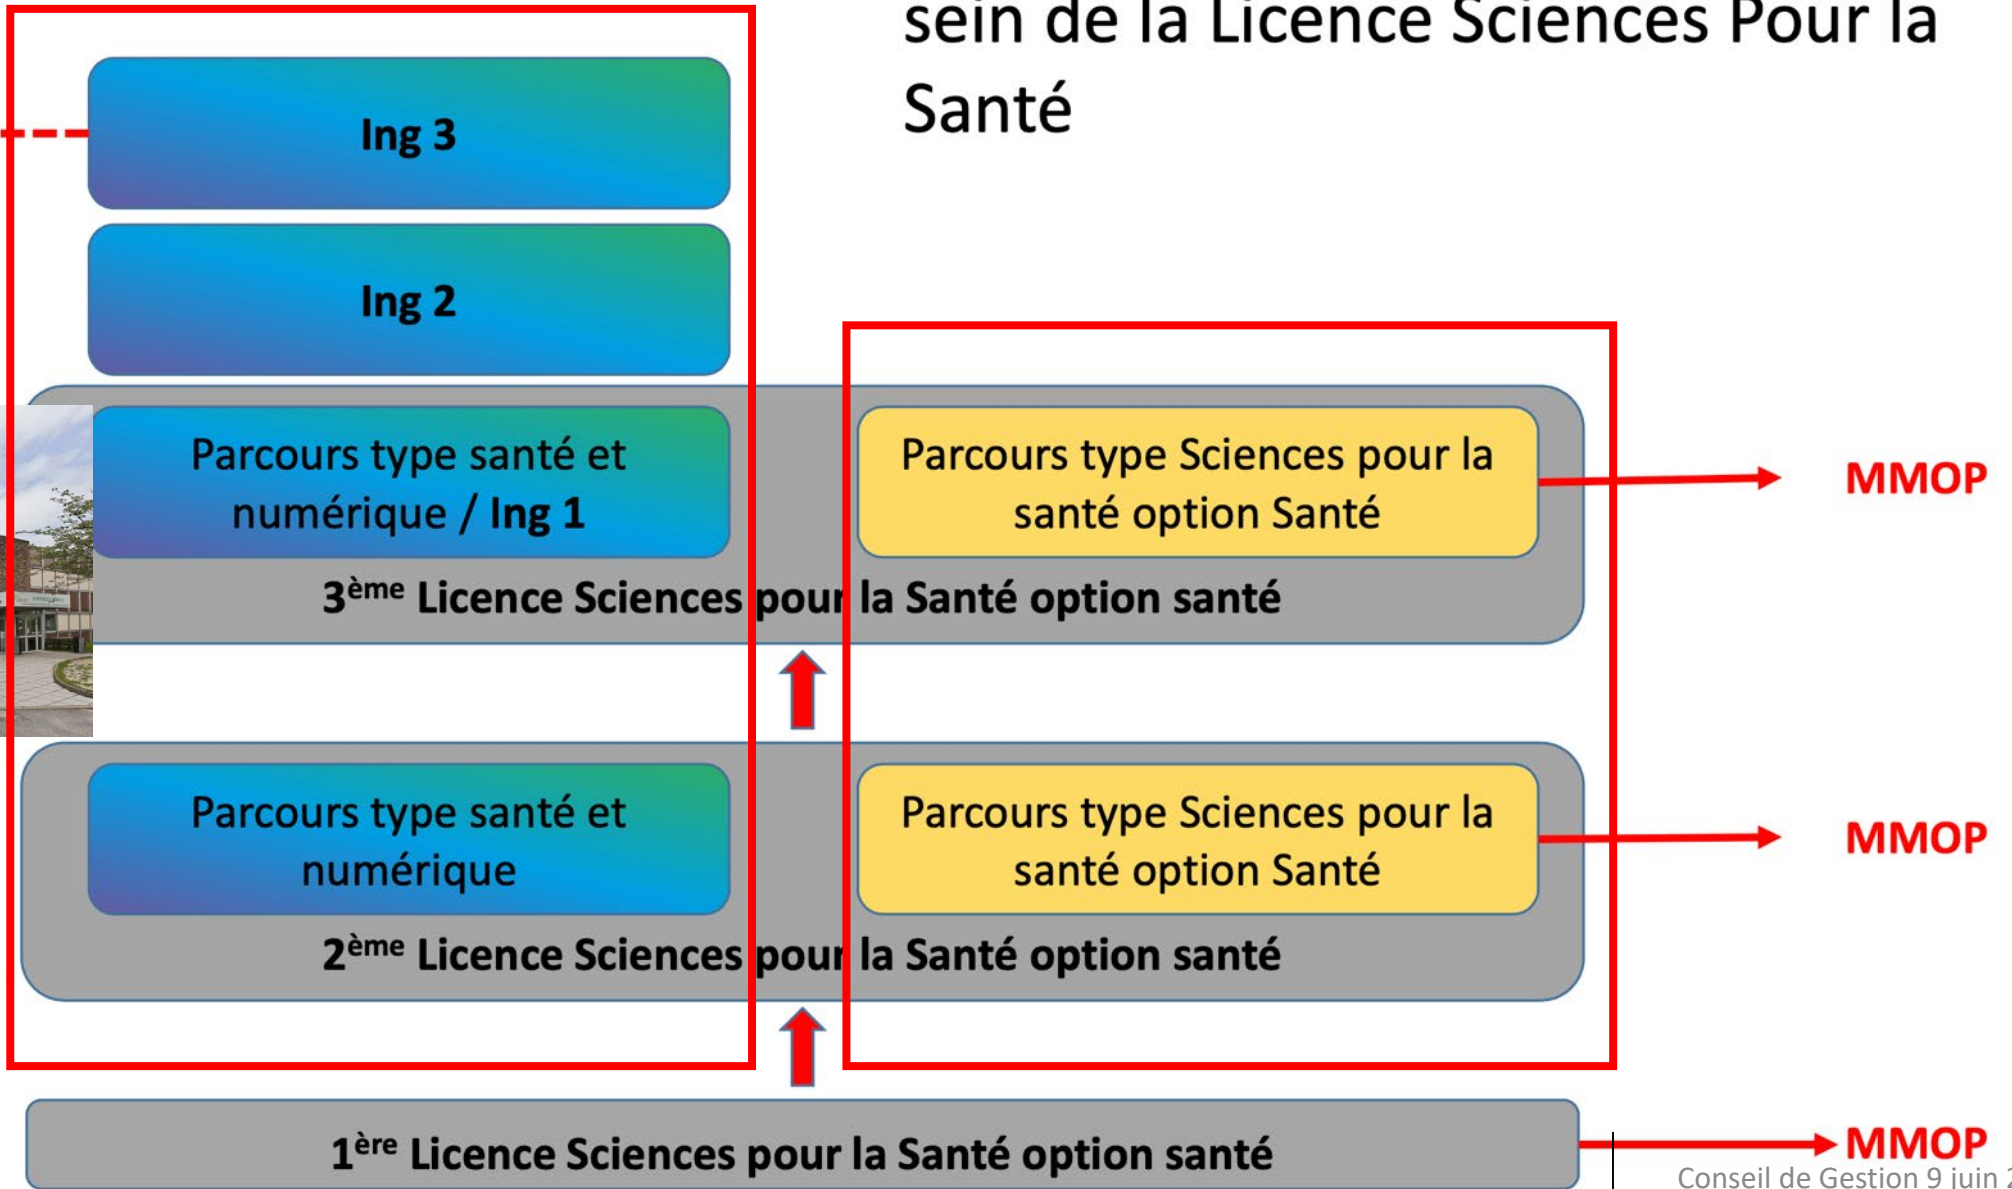 sein de la Licence Sciences Pour la
Santé
Ing 3
Ing 2
Parcours type santé et
numérique / Ing 1
Parcours type Sciences pour la
santé option Santé
MMOP
3ème Licence Sciences pour la Santé option santé
Parcours type santé et
numérique
Parcours type Sciences pour la
santé option Santé
MMOP
2ème Licence Sciences pour la Santé option santé
1ère Licence Sciences pour la Santé option santé
MMOP
Conseil de Gestion 9 juin